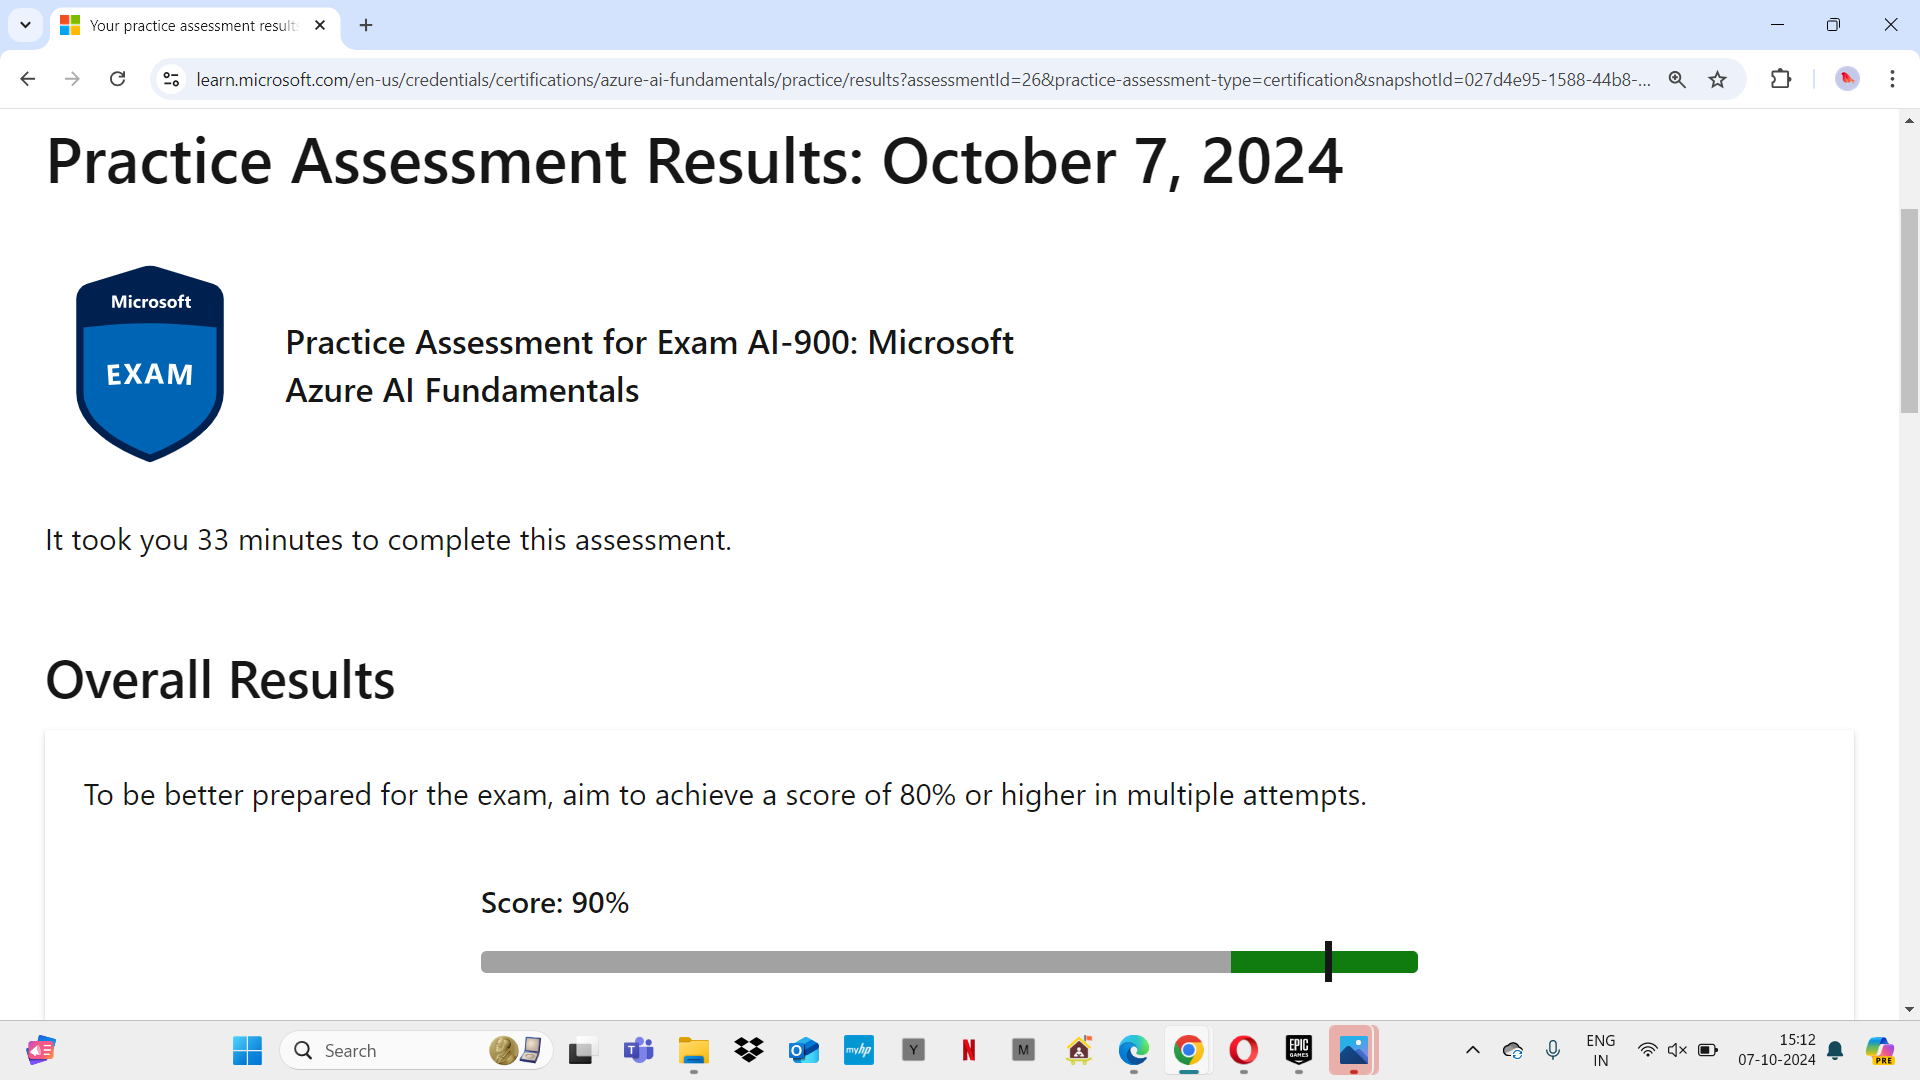 Your practice assessment result
learn.microsoft.com/en-us/credentials/certifications/azure-ai-fundamentals/practice/results?assessmentId=26&practice-assessment-type=certification&snapshotId=027d4e95-1588-44b8-...
Practice Assessment Results: October 7, 2024
Microsoft
EXAM
Practice Assessment for Exam AI-900: Microsoft
Azure AI Fundamentals
It took you 33 minutes to complete this assessment.
Overall Results
To be better prepared for the exam, aim to achieve a score of 80% or higher in multiple attempts.
Score: 90%
Search
myhp
Y
N
M
EPIC
GAMES
ENG
IN
15:12
07-10-2024
PRE